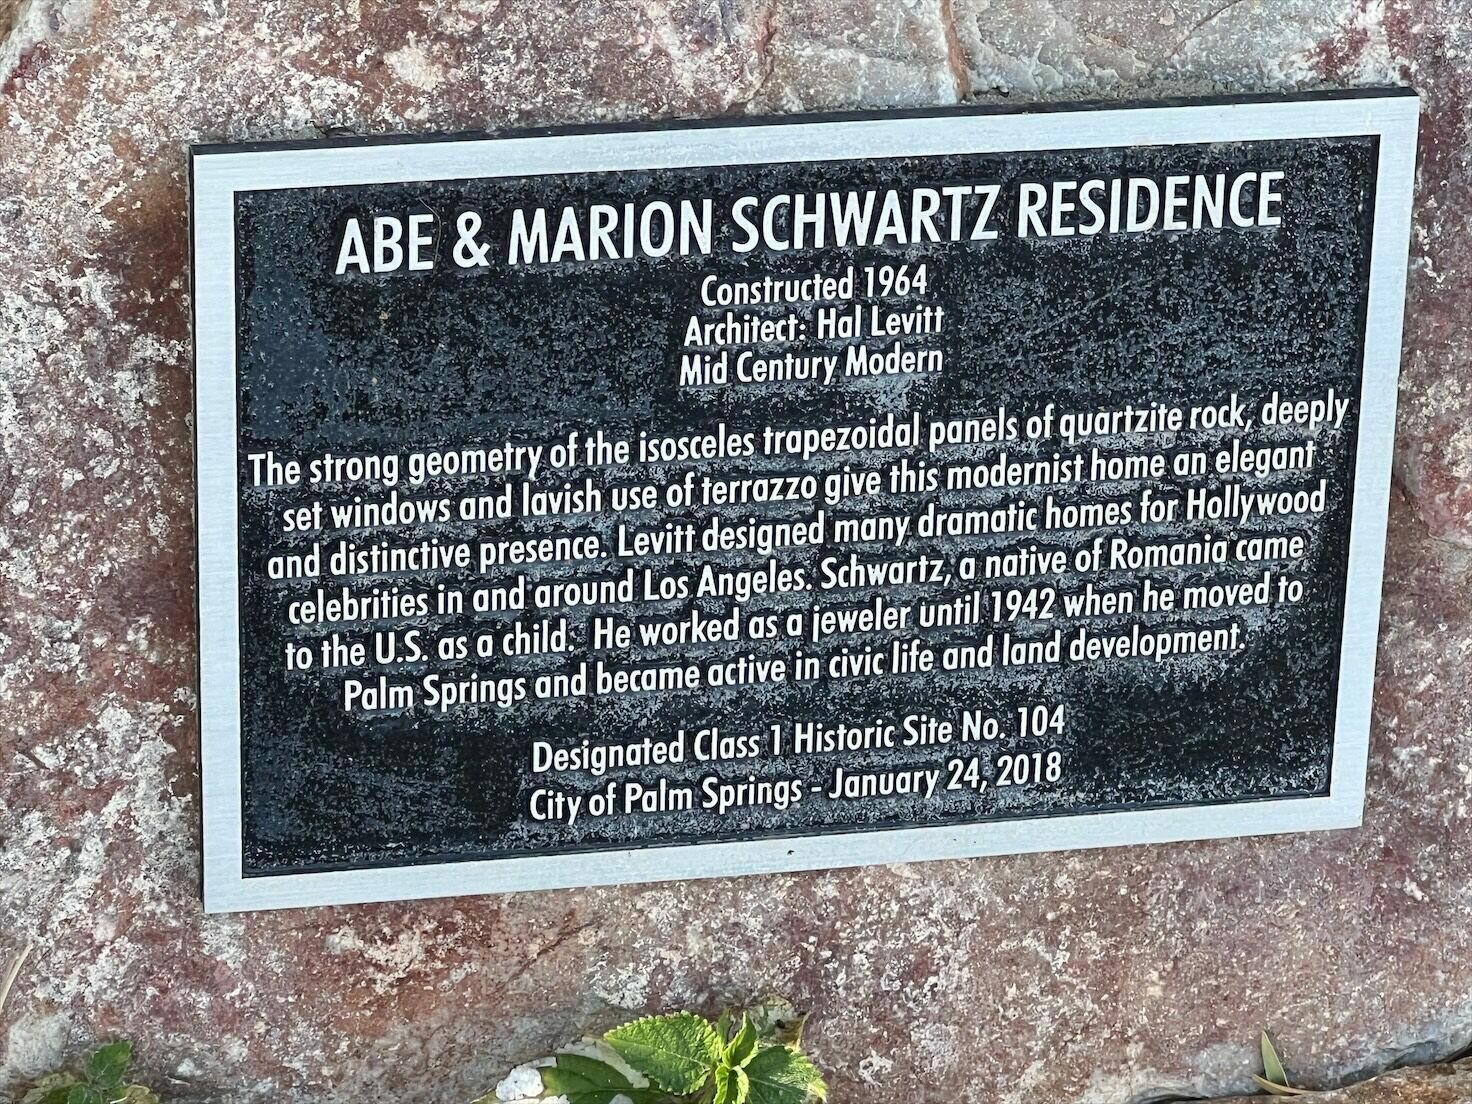 ABE & MARION SCHWARTZ RESIDENCE
Constructed 1964
Architect: Hal Levitt
Mid Century Modern
The strong geometry of the isosceles trapezoidal panels of quartzite rock, deeply
set windows and lavish use of terrazzo give this modernist home an elegant
and distinctive presence. Levitt designed many dramatic homes for Hollywood
celebrities in and around Los Angeles. Schwartz, a native of Romania came
to the U.S. as a child. He worked as a jeweler until 1942 when he moved to
Palm Springs and became active in civic life and land development.
Designated Class 1 Historic Site No. 104
City of Palm Springs - January 24, 2018